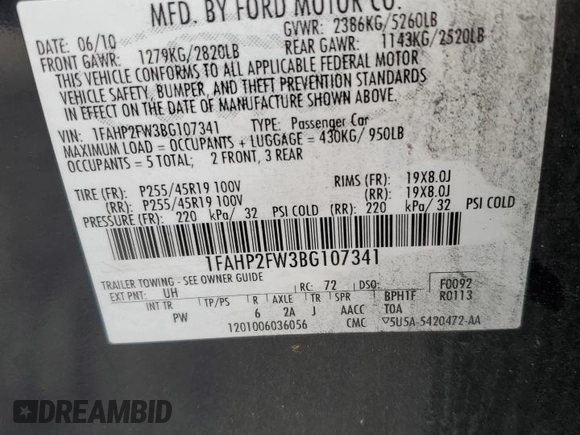 MFD. BY FORD MOTOR CO.
DATE: 06/10
GVWR: 2386KG/5260LB
FRONT GAWR: 1279KG/2820LB
REAR GAWR: 1143KG/2520LB
THIS VEHICLE CONFORMS TO ALL APPLICABLE FEDERAL MOTOR
VEHICLE SAFETY, BUMPER, AND THEFT PREVENTION STANDARDS
IN EFFECT ON THE DATE OF MANUFACTURE SHOWN ABOVE.
VIN: 1FAHP2FW3BG107341 TYPE: Passenger Car
MAXIMUM LOAD = OCCUPANTS + LUGGAGE = 430KG/ 950LB
OCCUPANTS = 5 TOTAL; 2 FRONT, 3 REAR
TIRE (FR): P255/45R19 100V RIMS (FR): 19X8.0J
(RR): P255/45R19 100V (RR): 19X8.0J
PRESSURE (FR): 220 kPa/ 32 PSI COLD (RR): 220 kPa/ 32 PSI COLD
1FAHP2FW3BG107341
TRAILER TOWING - SEE OWNER GUIDE
EXT PNT: UH RC: 72 DSO: F0092
INT TR TP/PS R AXLE TR SPR BPHTF R0113
PW 6 2A J AACC TOA
1201006036056 CMC ▽5U5A-5420472-AA
DREAMBID